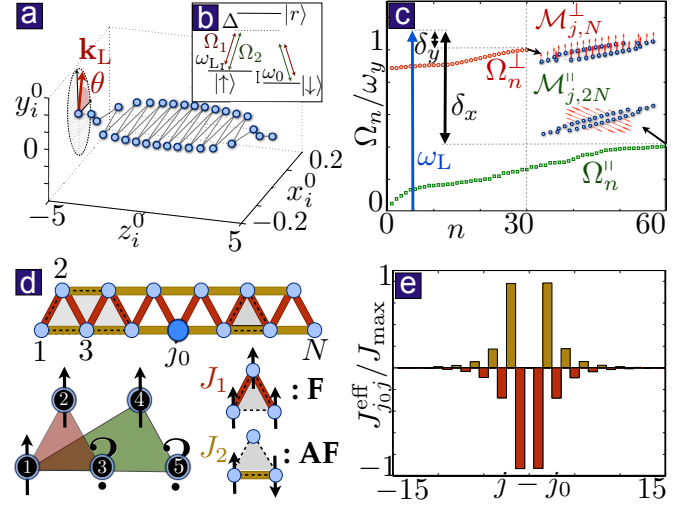 a
k_L
θ
y_i^0
0
−5
0
z_i
5
−0.2
x_i^0
0.2
b
Δ
|r⟩
Ω_1
Ω_2
ω_L
ω_0
|↑⟩
|↓⟩
c
Ω_n/ω_y
1
0
δ_y
δ_x
ω_L
Ω_n^⊥
M_{j,N}^⊥
M_{j,2N}^{||}
Ω_n^{||}
0
n
30
60
d
2
1
3
j_0
N
2
4
1
3
5
?
?
J_1
: F
J_2
: AF
e
J_{j_0j}^{eff}/J_max
1
−1
−15
j − j_0
15